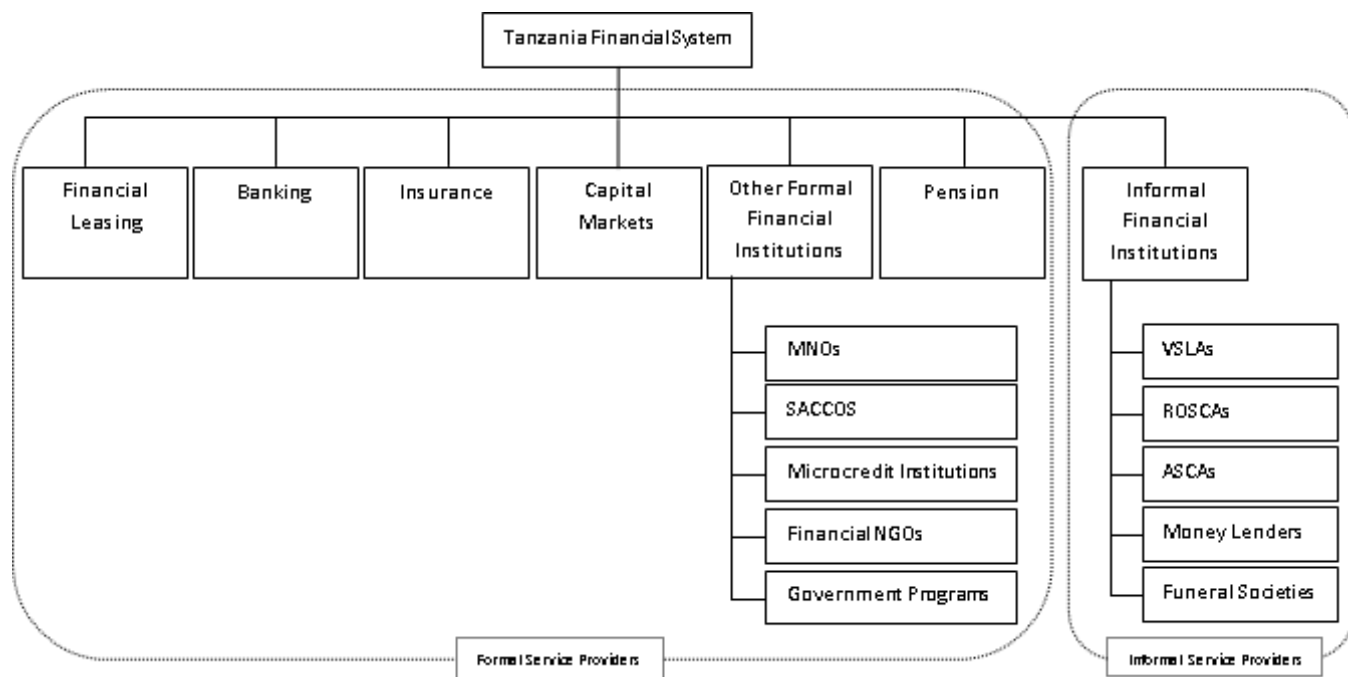 Tanzania Financial System
Financial
Leasing
Banking
Insurance
Capital
Markets
Other Formal
Financial
Institutions
Pension
Informal
Financial
Institutions
MNOs
SACCOS
Microcredit Institutions
Financial NGOs
Government Programs
VSLAs
ROSCAs
ASCAs
Money Lenders
Funeral Societies
Formal Service Providers
Informal Service Providers